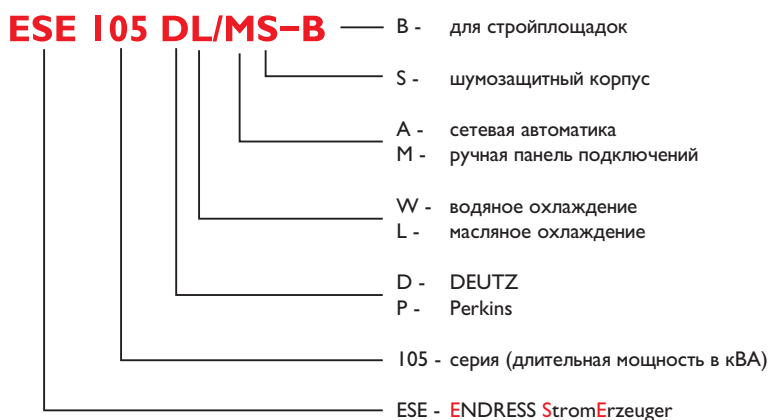 ESE 105 DL/MS-B
B - для стройплощадок
S - шумозащитный корпус
A - сетевая автоматика
M - ручная панель подключений
W - водяное охлаждение
L - масляное охлаждение
D - DEUTZ
P - Perkins
105 - серия (длительная мощность в кВА)
ESE - ENDRESS StromErzeuger